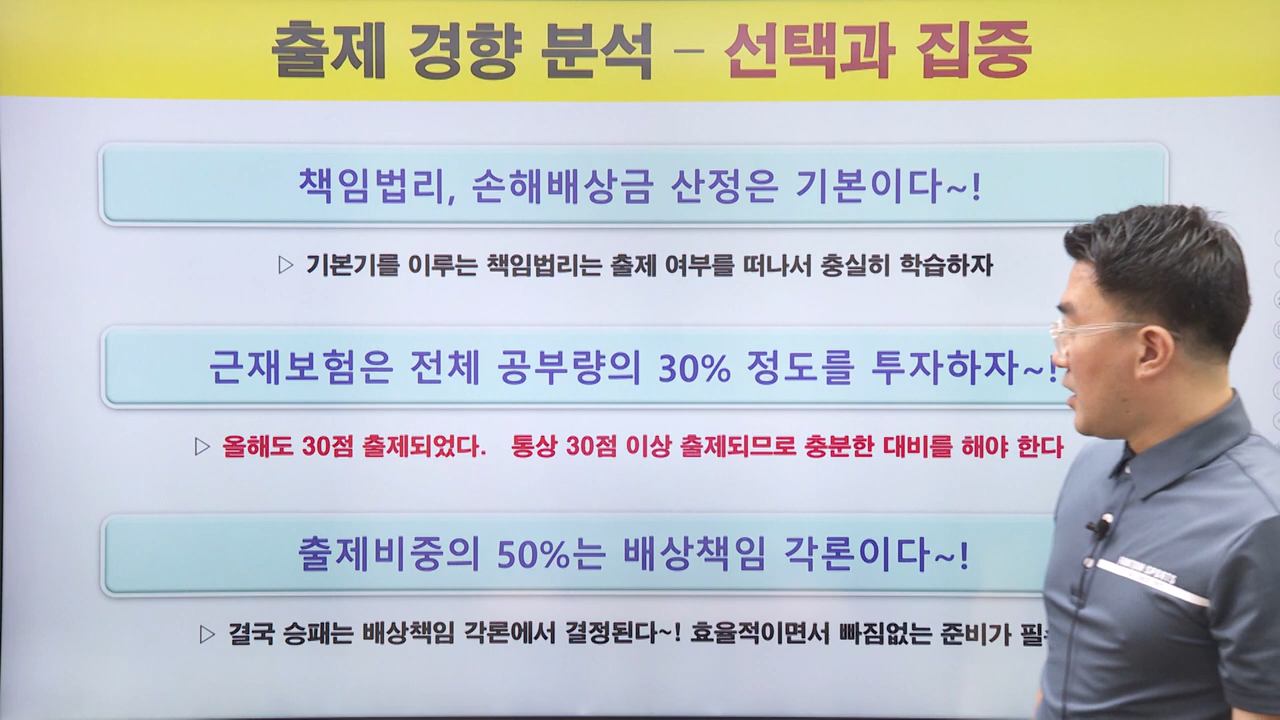 출제 경향 분석 – 선택과 집중
책임법리, 손해배상금 산정은 기본이다~!
▷ 기본기를 이루는 책임법리는 출제 여부를 떠나서 충실히 학습하자
근재보험은 전체 공부량의 30% 정도를 투자하자~!
▷ 올해도 30점 출제되었다. 통상 30점 이상 출제되므로 충분한 대비를 해야 한다
출제비중의 50%는 배상책임 각론이다~!
▷ 결국 승패는 배상책임 각론에서 결정된다~! 효율적이면서 빠짐없는 준비가